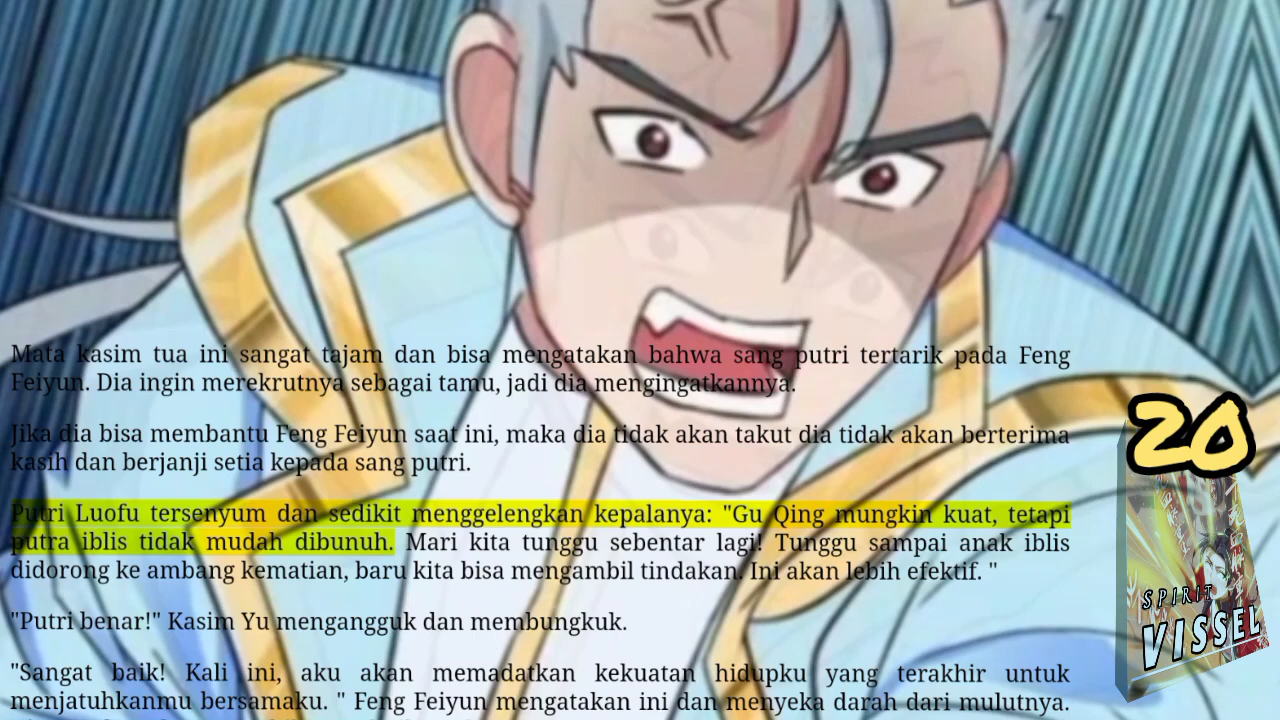 Mata kasim tua ini sangat tajam dan bisa mengatakan bahwa sang putri tertarik pada Feng
Feiyun. Dia ingin merekrutnya sebagai tamu, jadi dia mengingatkannya.
Jika dia bisa membantu Feng Feiyun saat ini, maka dia tidak akan takut dia tidak akan berterima
kasih dan berjanji setia kepada sang putri.
Putri Luofu tersenyum dan sedikit menggelengkan kepalanya: "Gu Qing mungkin kuat, tetapi
putra iblis tidak mudah dibunuh. Mari kita tunggu sebentar lagi! Tunggu sampai anak iblis
didorong ke ambang kematian, baru kita bisa mengambil tindakan. Ini akan lebih efektif. "
"Putri benar!" Kasim Yu mengangguk dan membungkuk.
"Sangat baik! Kali ini, aku akan memadatkan kekuatan hidupku yang terakhir untuk
menjatuhkanmu bersamaku. " Feng Feiyun mengatakan ini dan menyeka darah dari mulutnya.
20
SPIRIT
VISSEL